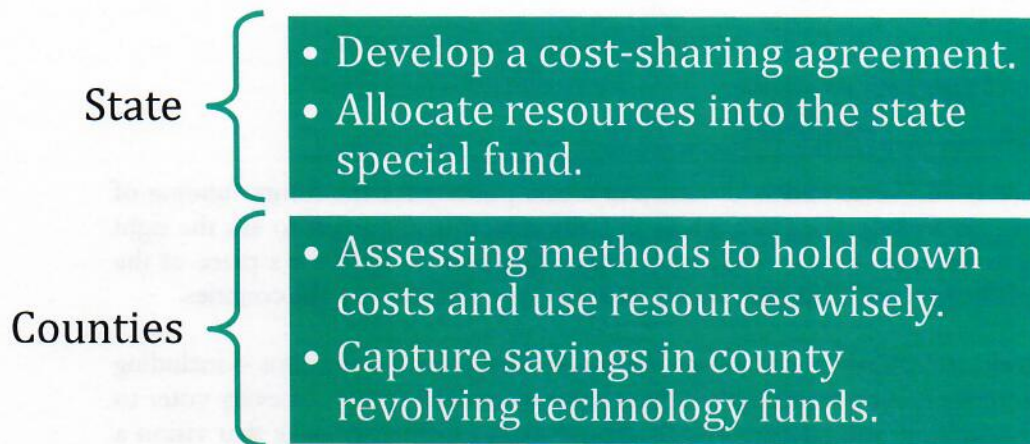 State
• Develop a cost-sharing agreement.
• Allocate resources into the state
special fund.
Counties
• Assessing methods to hold down
costs and use resources wisely.
• Capture savings in county
revolving technology funds.